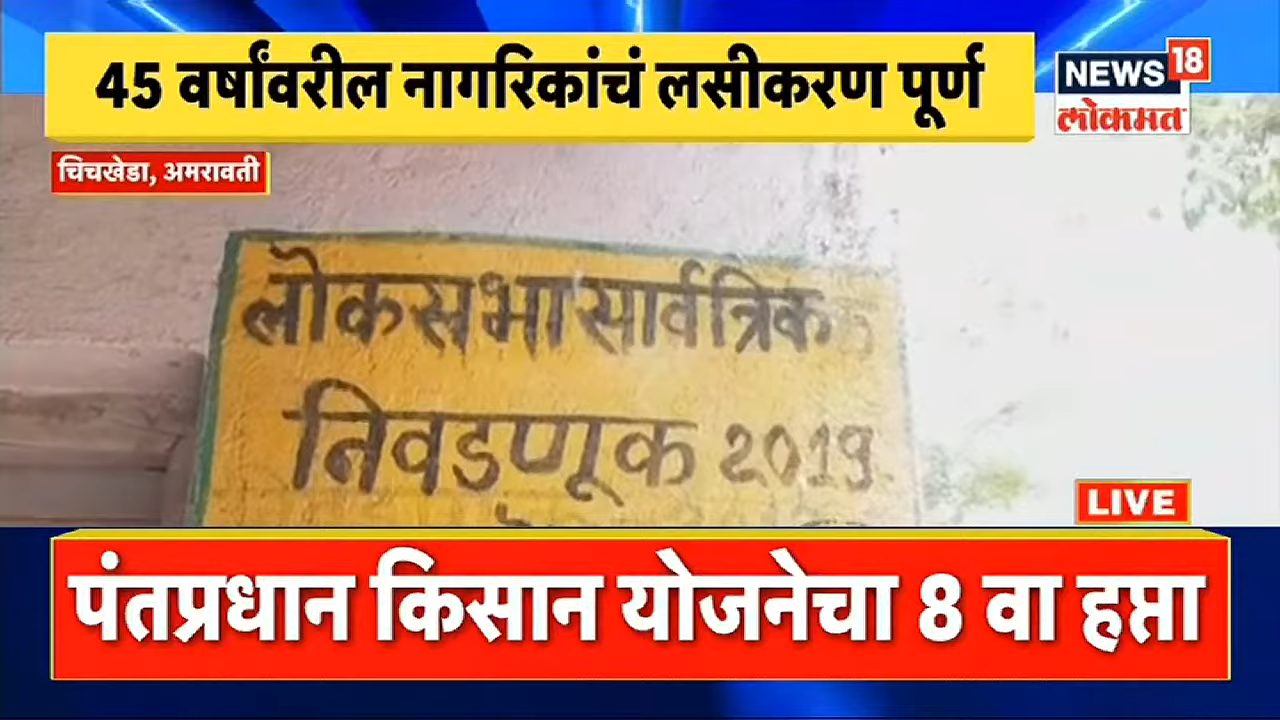 45 वर्षांवरील नागरिकांचं लसीकरण पूर्ण
NEWS 18
लोकमत
चिचखेडा, अमरावती
लोकसभा सार्वत्रिक
निवडणूक 2019.
LIVE
पंतप्रधान किसान योजनेचा 8 वा हप्ता